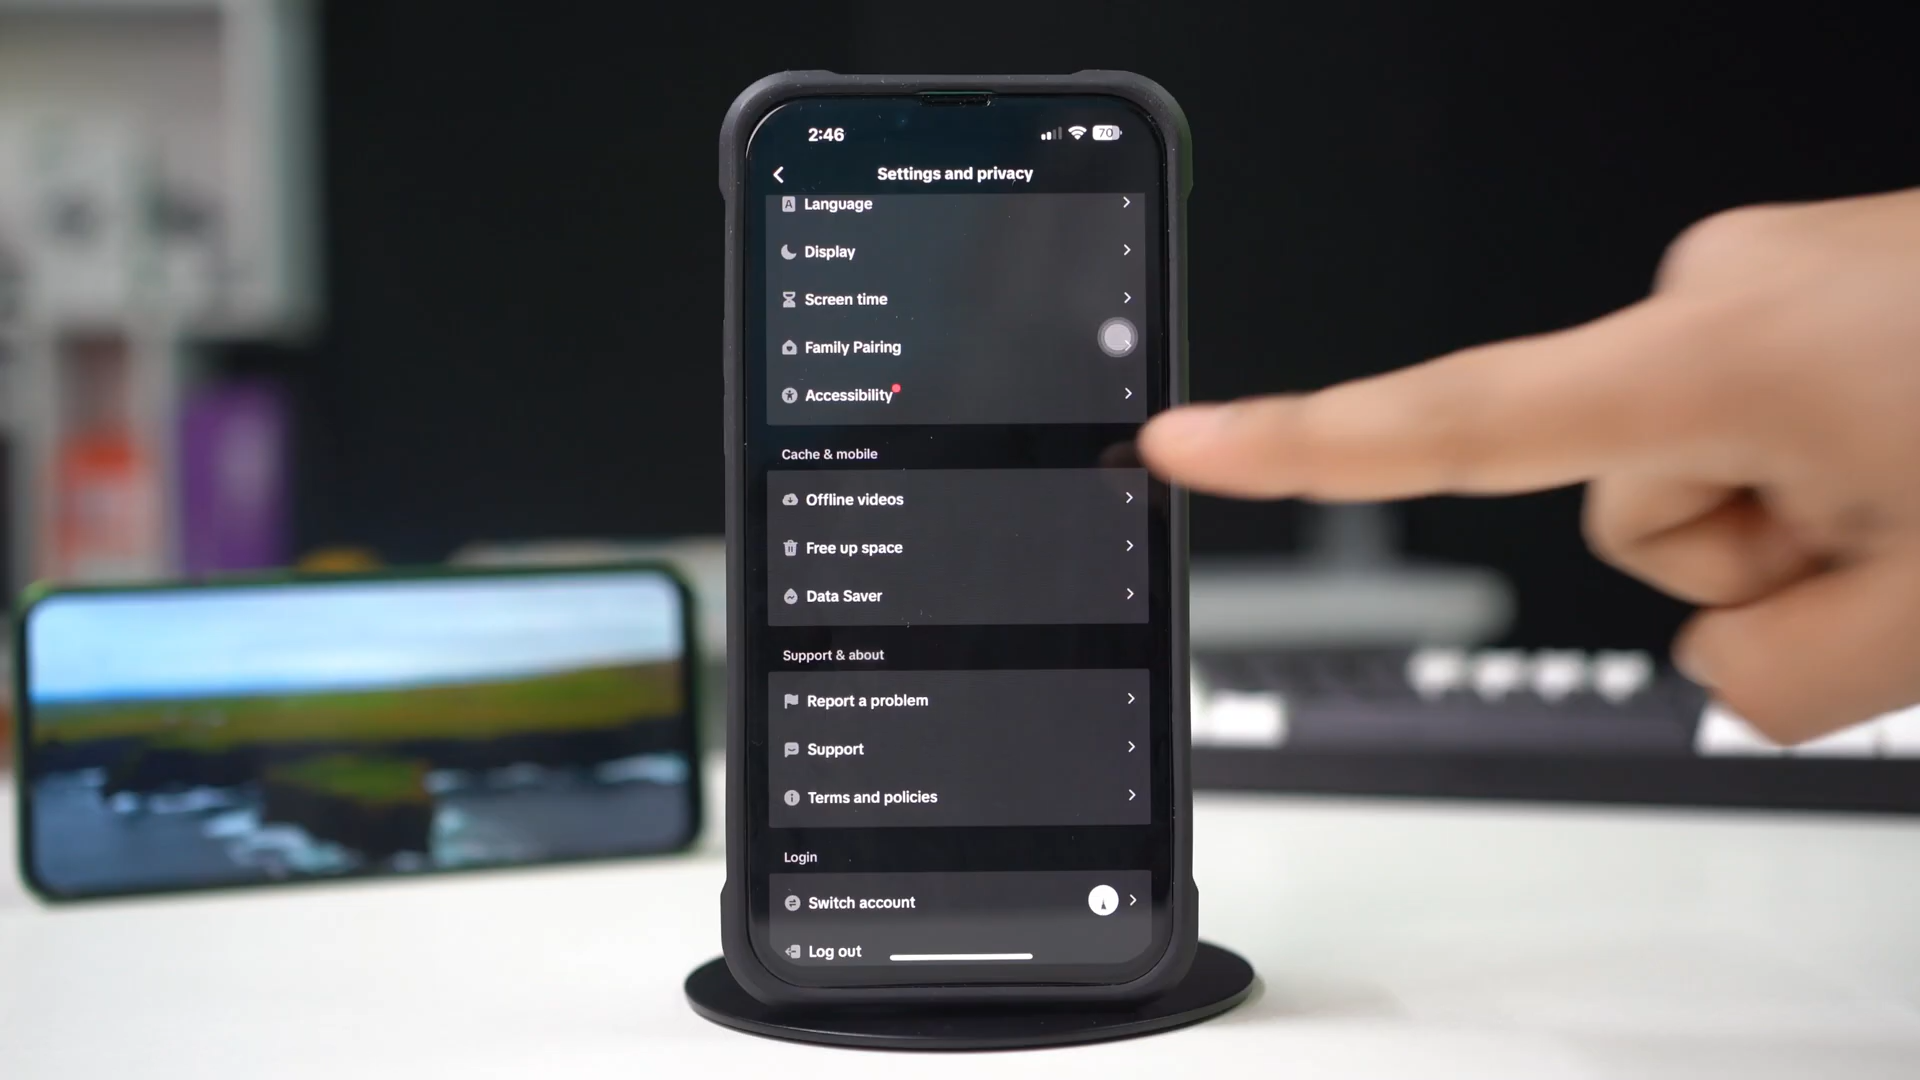 2:46
70
Settings and privacy
Language
Display
Screen time
Family Pairing
Accessibility
Cache & mobile
Offline videos
Free up space
Data Saver
Support & about
Report a problem
Support
Terms and policies
Login
Switch account
Log out